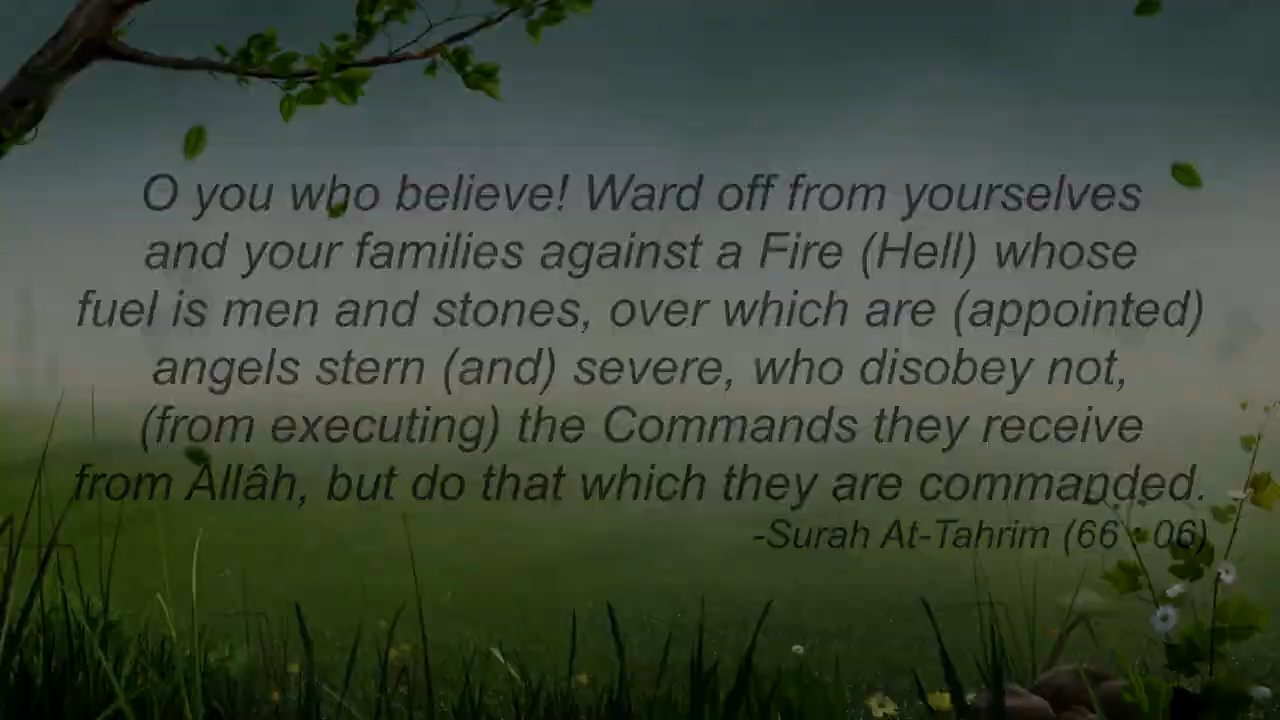 O you who believe! Ward off from yourselves
and your families against a Fire (Hell) whose
fuel is men and stones, over which are (appointed)
angels stern (and) severe, who disobey not,
(from executing) the Commands they receive
from Allâh, but do that which they are commanded.
-Surah At-Tahrim (66 : 06)